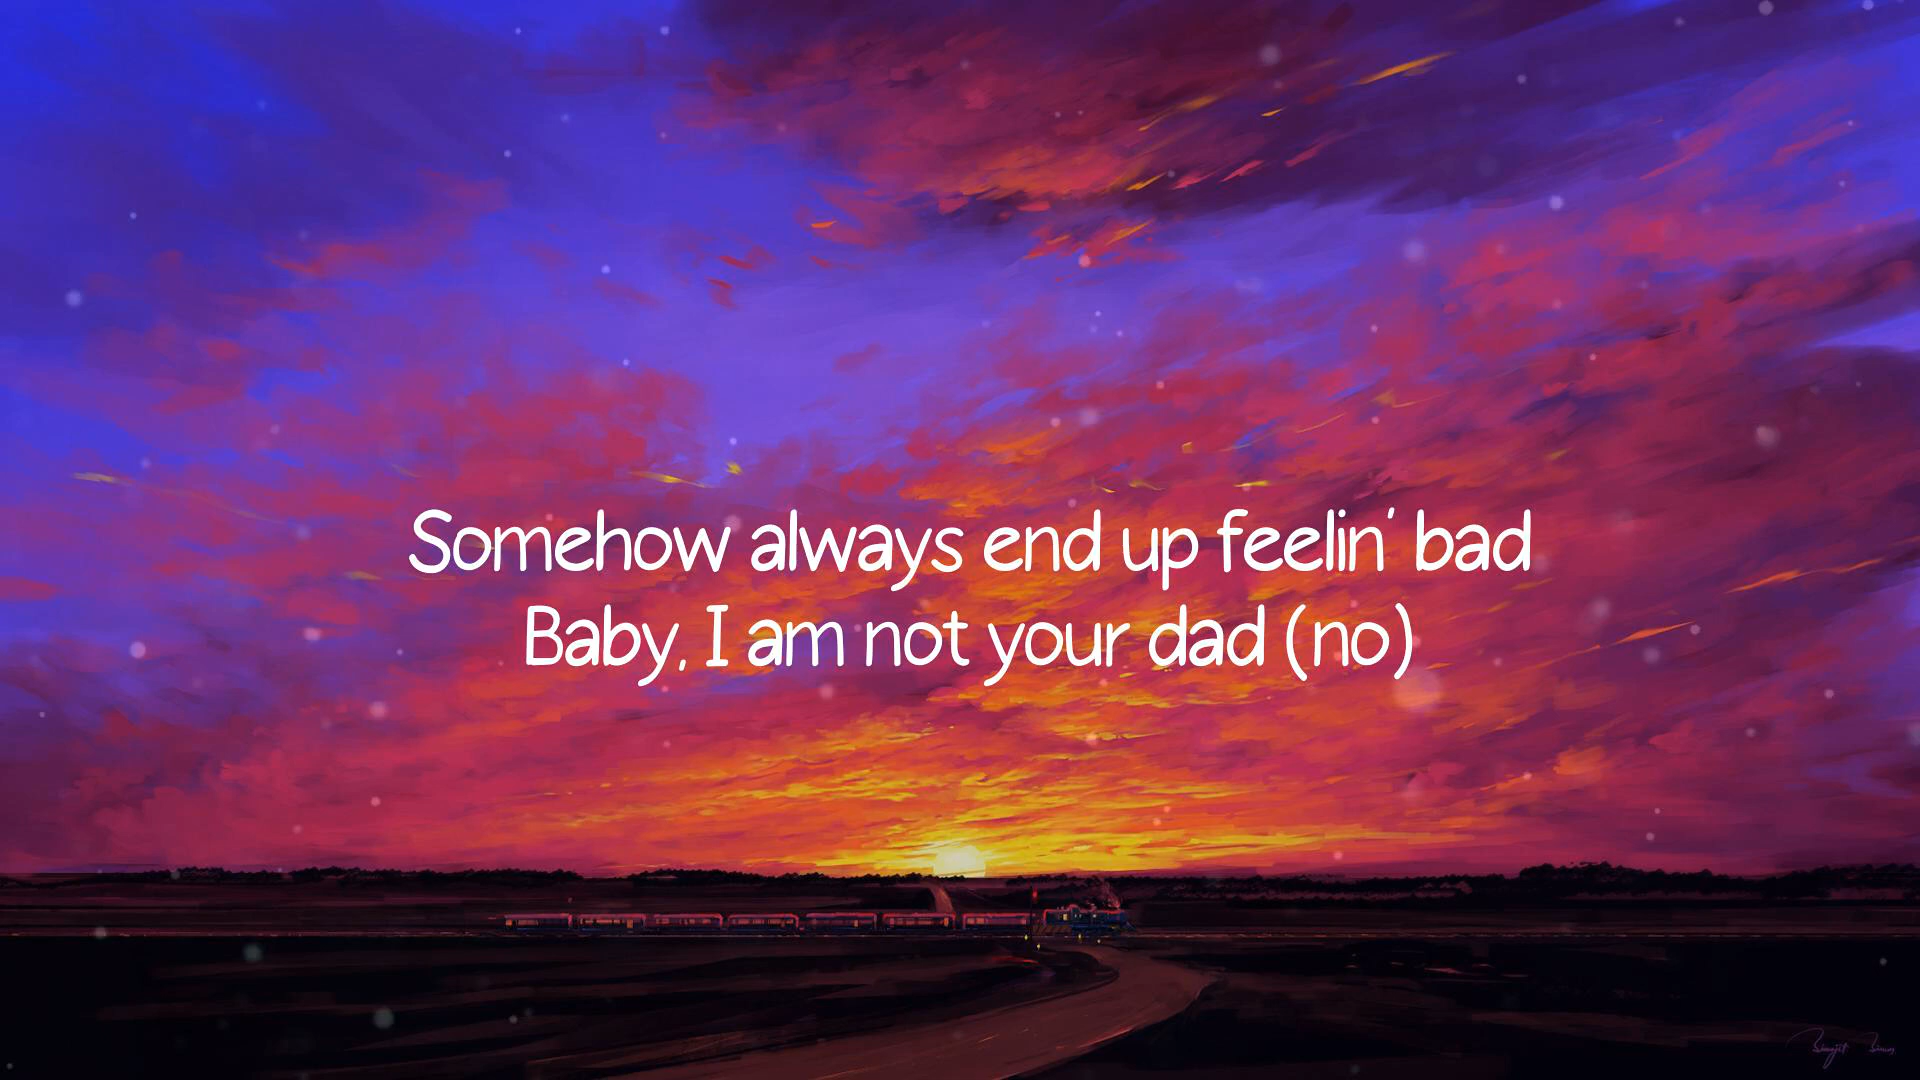 Somehow always end up feelin' bad
Baby, I am not your dad (no)